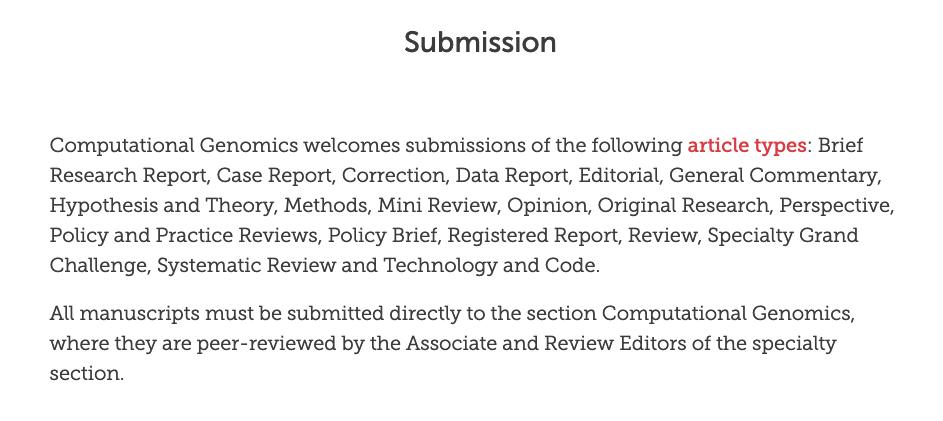 Submission
Computational Genomics welcomes submissions of the following article types: Brief
Research Report, Case Report, Correction, Data Report, Editorial, General Commentary,
Hypothesis and Theory, Methods, Mini Review, Opinion, Original Research, Perspective,
Policy and Practice Reviews, Policy Brief, Registered Report, Review, Specialty Grand
Challenge, Systematic Review and Technology and Code.
All manuscripts must be submitted directly to the section Computational Genomics,
where they are peer-reviewed by the Associate and Review Editors of the specialty
section.